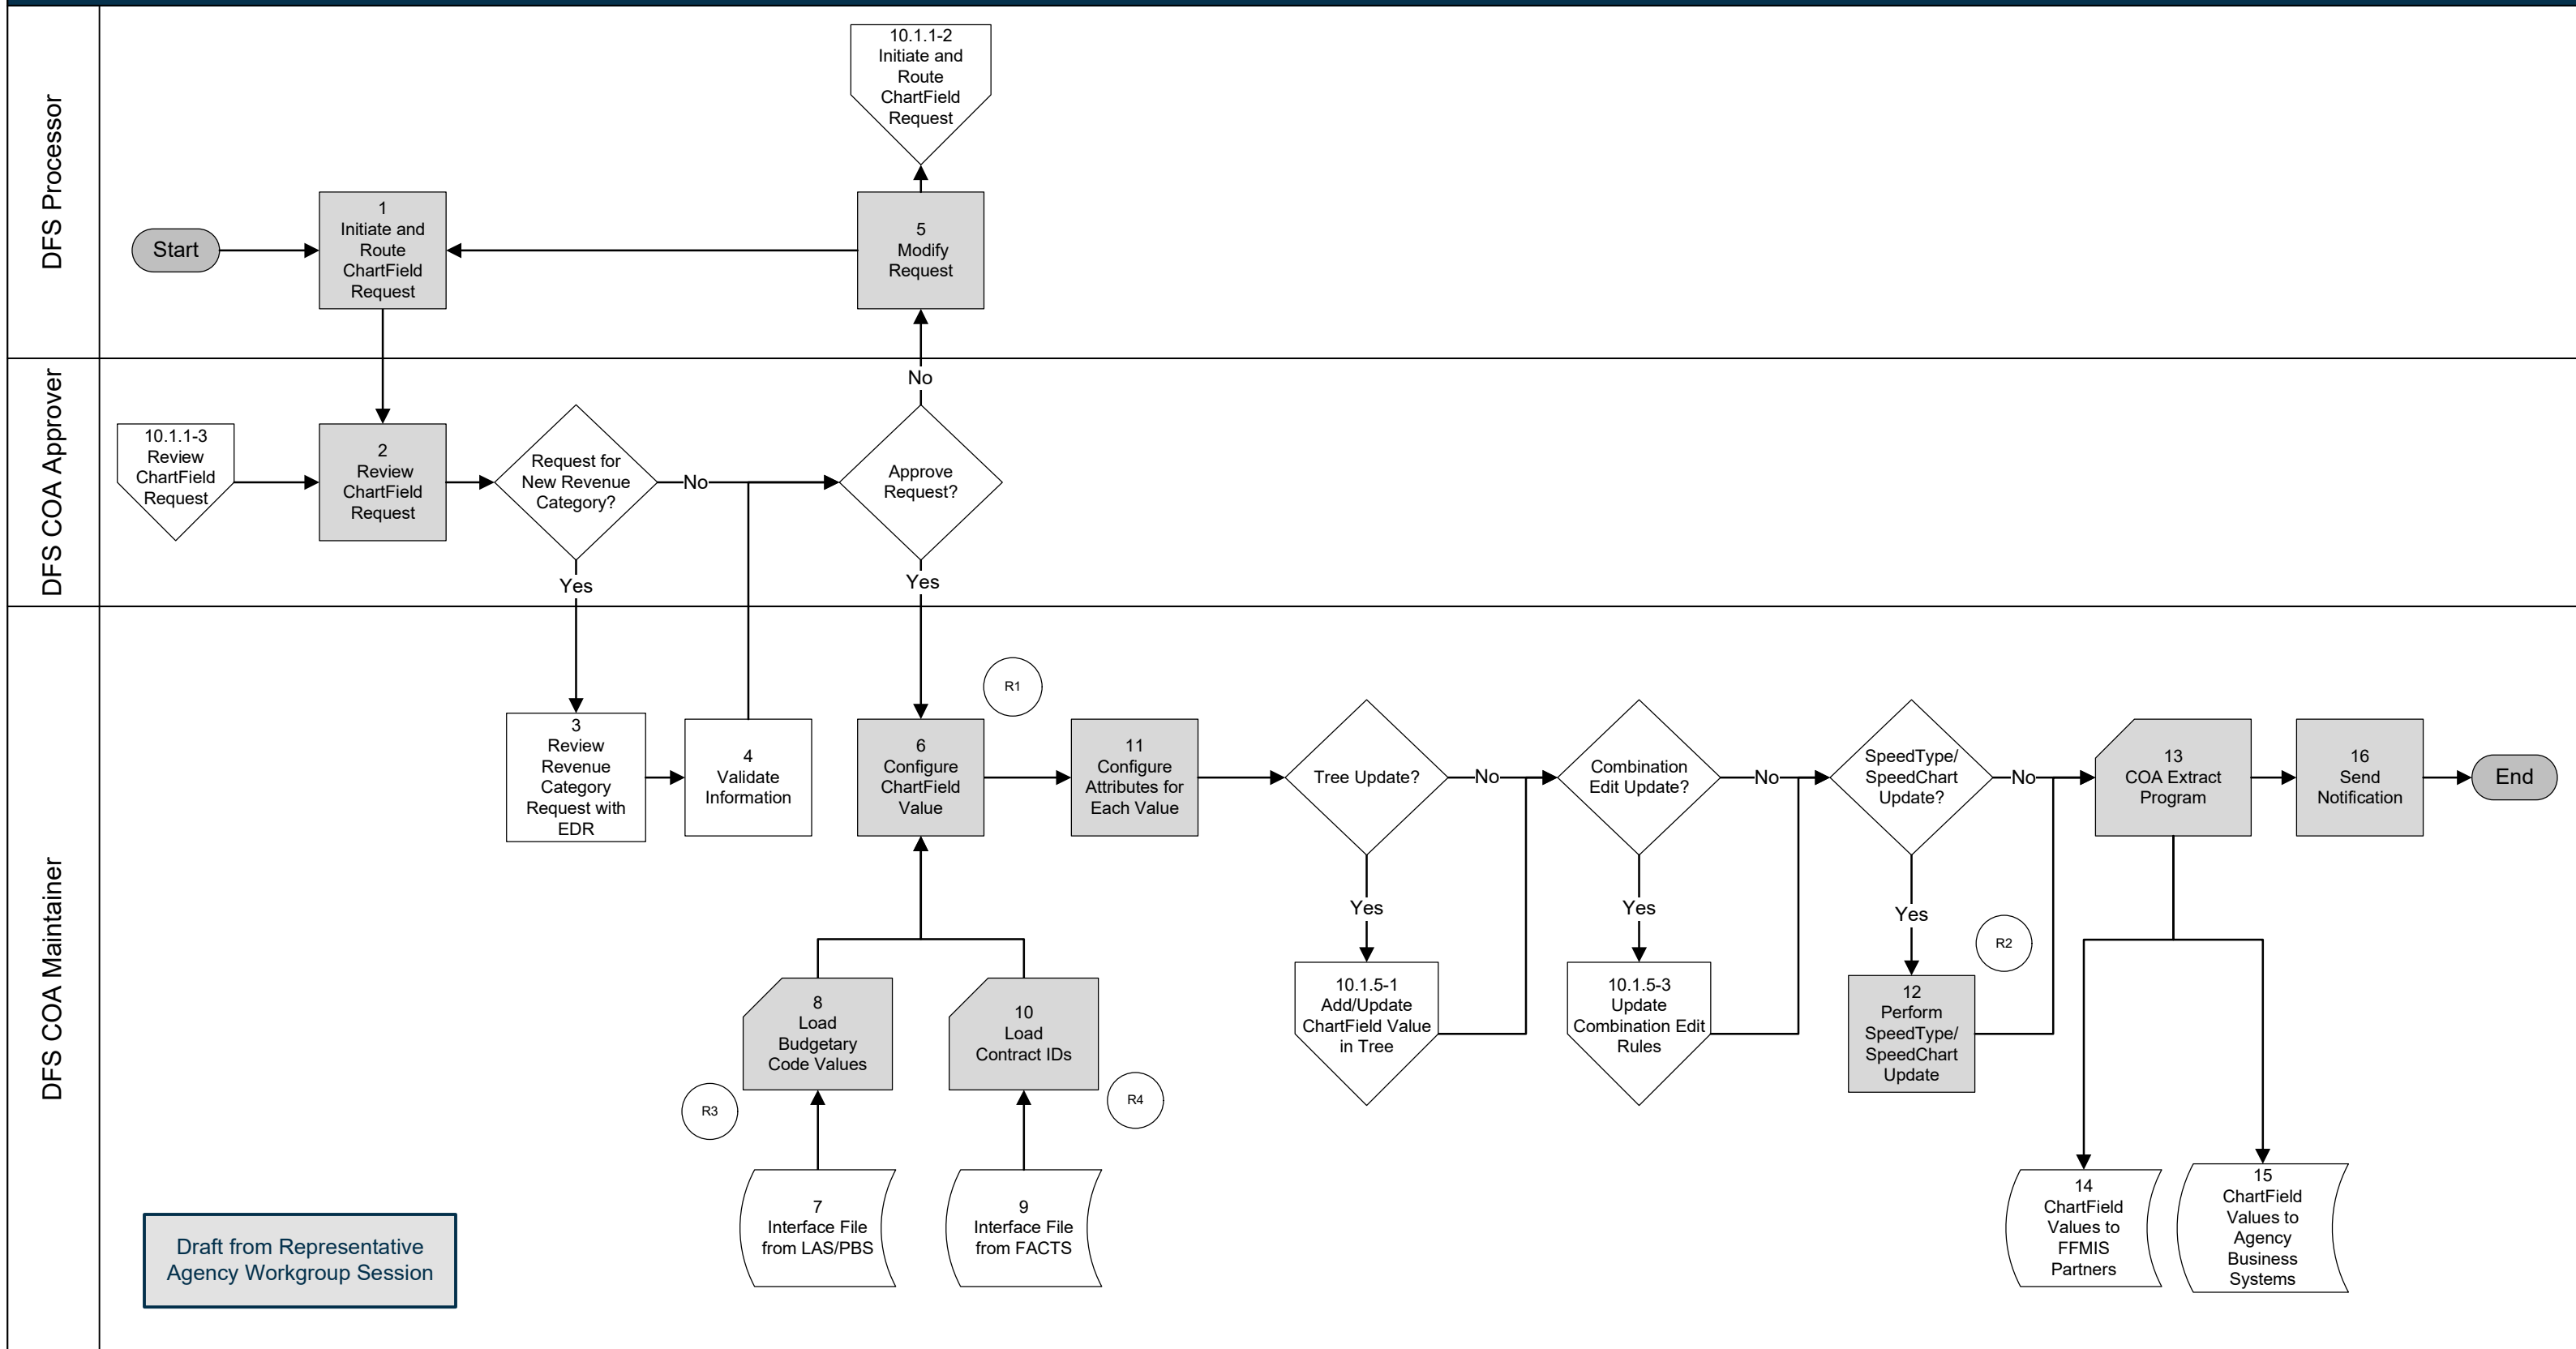 DFS Processor
10.1.1-2
Initiate and
Route
ChartField
Request
Start
1
Initiate and
Route
ChartField
Request
5
Modify
Request
DFS COA Approver
No
10.1.1-3
Review
ChartField
Request
2
Review
ChartField
Request
Request for
New Revenue
Category?
No
Approve
Request?
Yes
Yes
DFS COA Maintainer
R1
3
Review
Revenue
Category
Request with
EDR
4
Validate
Information
6
Configure
ChartField
Value
11
Configure
Attributes for
Each Value
Tree Update?
No
Combination
Edit Update?
No
SpeedType/
SpeedChart
Update?
No
13
COA Extract
Program
16
Send
Notification
End
Yes
Yes
Yes
R2
8
Load
Budgetary
Code Values
10
Load
Contract IDs
10.1.5-1
Add/Update
ChartField Value
in Tree
10.1.5-3
Update
Combination Edit
Rules
12
Perform
SpeedType/
SpeedChart
Update
R3
R4
7
Interface File
from LAS/PBS
9
Interface File
from FACTS
14
ChartField
Values to
FFMIS
Partners
15
ChartField
Values to
Agency
Business
Systems
Draft from Representative
Agency Workgroup Session